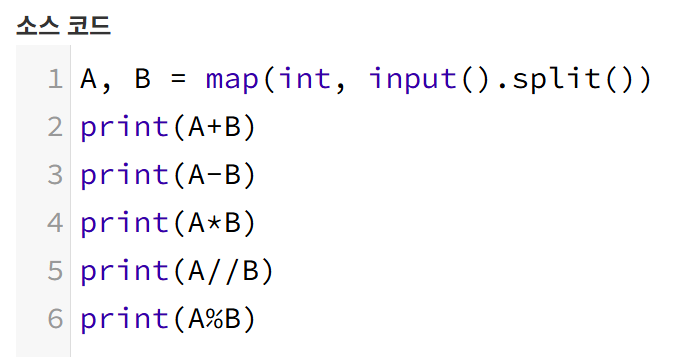 소스 코드
1 A, B = map(int, input().split())
2 print(A+B)
3 print(A-B)
4 print(A*B)
5 print(A//B)
6 print(A%B)